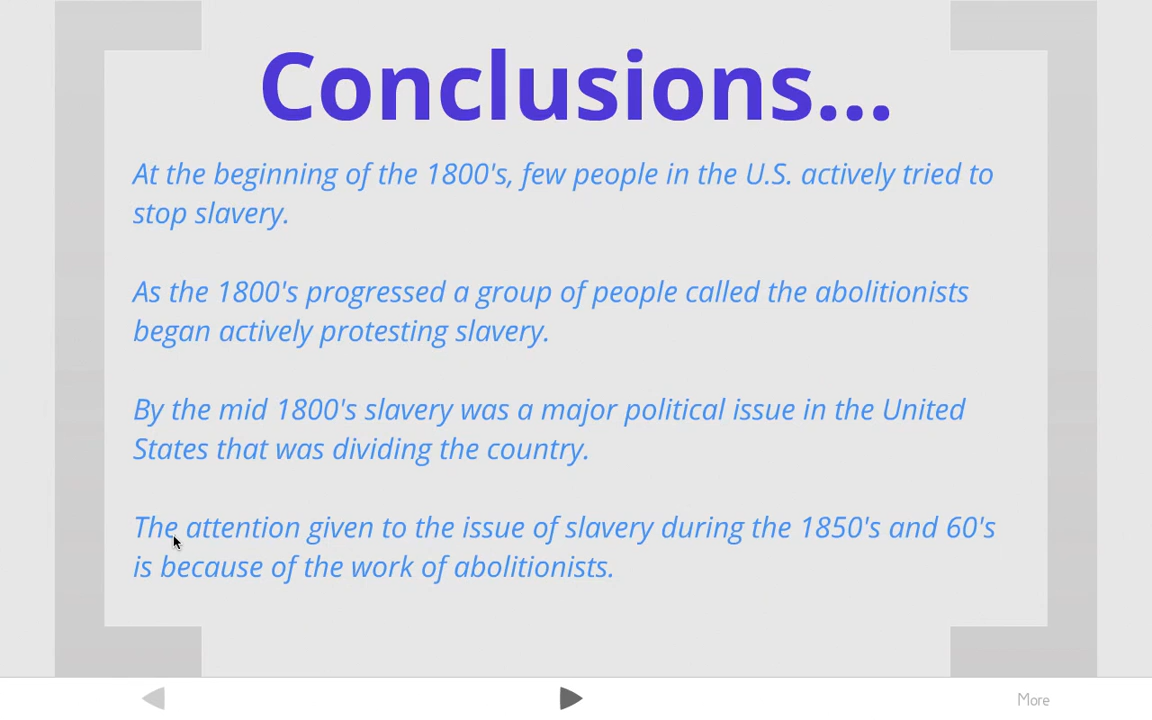 Conclusions...
At the beginning of the 1800's, few people in the U.S. actively tried to
stop slavery.
As the 1800's progressed a group of people called the abolitionists
began actively protesting slavery.
By the mid 1800's slavery was a major political issue in the United
States that was dividing the country.
The attention given to the issue of slavery during the 1850's and 60's
is because of the work of abolitionists.
More